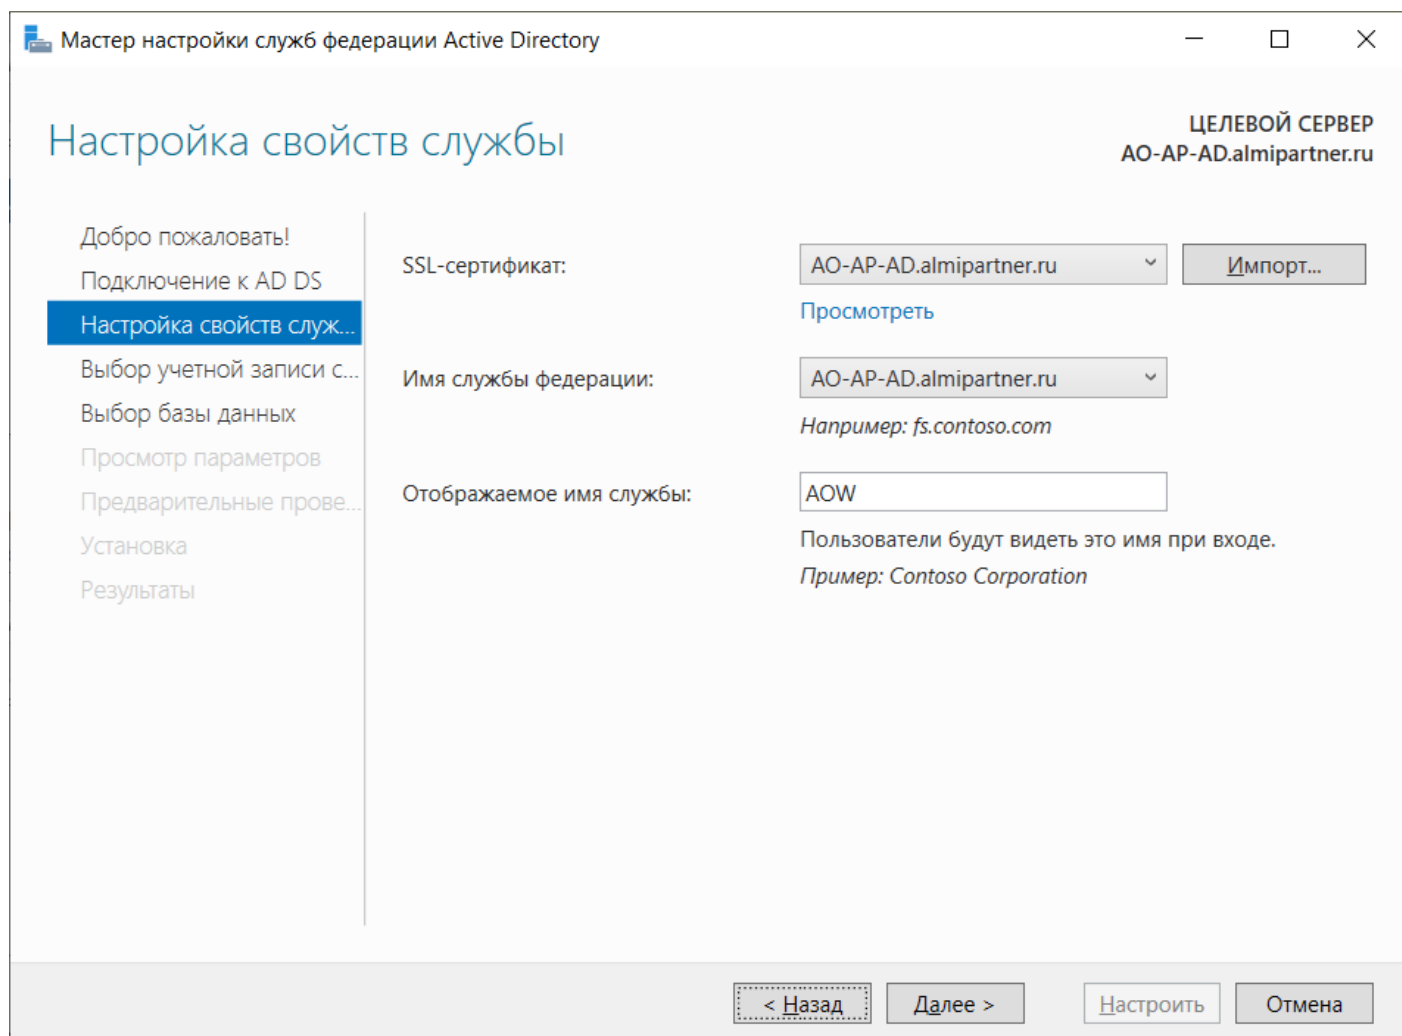 Мастер настройки служб федерации Active Directory
Настройка свойств службы
ЦЕЛЕВОЙ СЕРВЕР
AO-AP-AD.almipartner.ru
Добро пожаловать!
Подключение к AD DS
Настройка свойств служ...
Выбор учетной записи с...
Выбор базы данных
Просмотр параметров
Предварительные прове...
Установка
Результаты
SSL-сертификат:
AO-AP-AD.almipartner.ru
Импорт...
Просмотреть
Имя службы федерации:
AO-AP-AD.almipartner.ru
Например: fs.contoso.com
Отображаемое имя службы:
AOW
Пользователи будут видеть это имя при входе.
Пример: Contoso Corporation
< Назад
Далее >
Настроить
Отмена